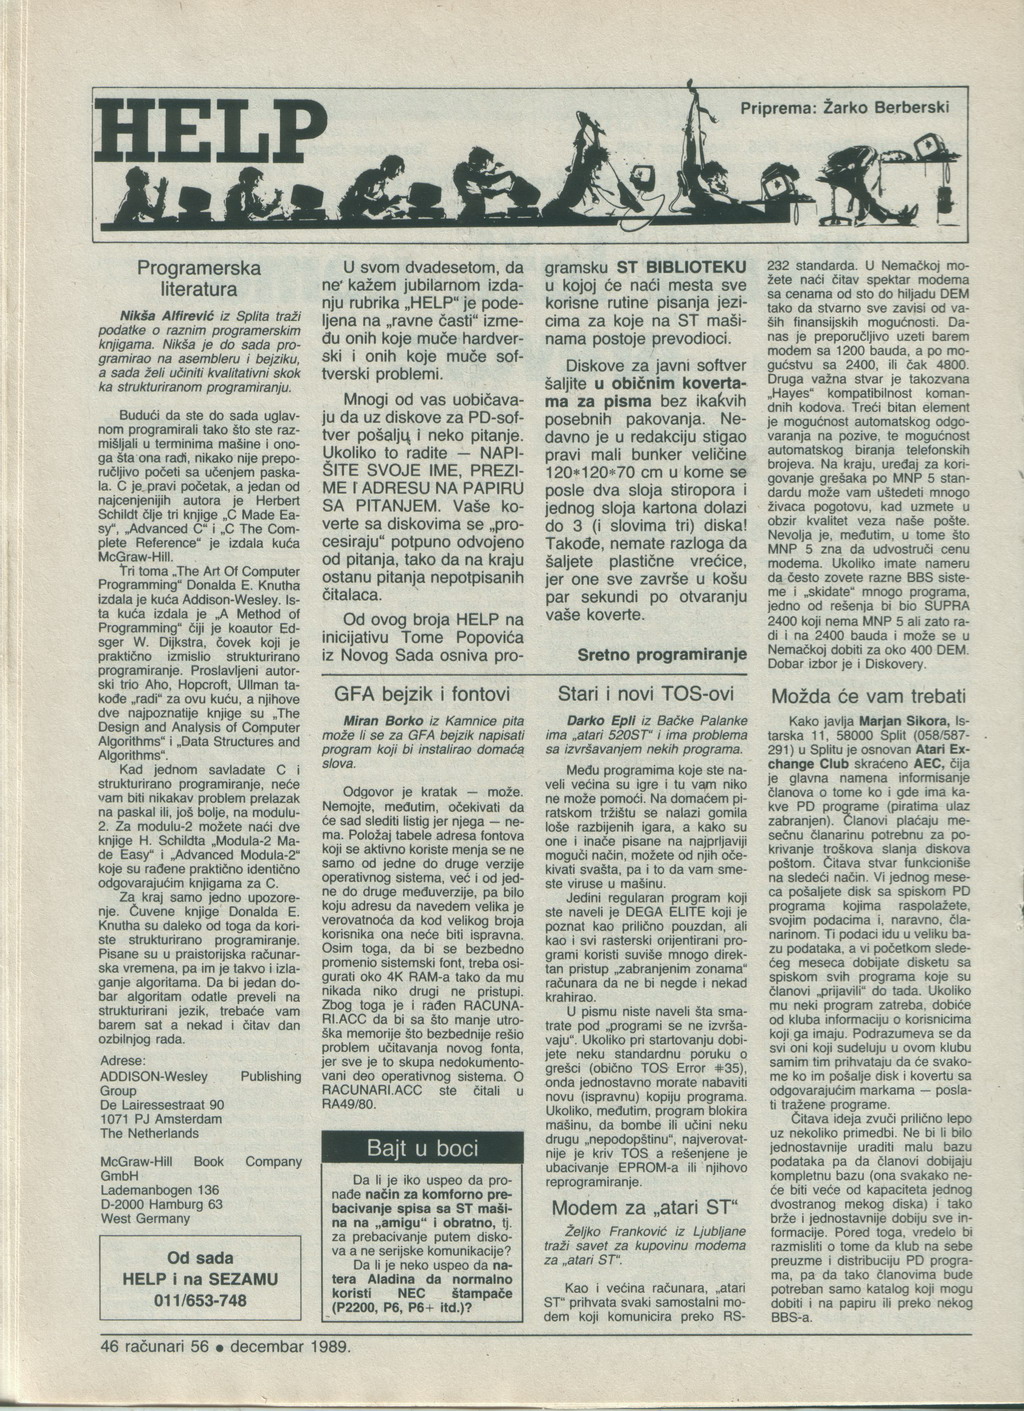 HELP
Priprema: Žarko Berberski
Programerska
literatura
Nikša Alfirević iz Splita traži
podatke o raznim programerskim
knjigama. Nikša je do sada pro-
gramirao na asembleru i bejziku,
a sada želi učiniti kvalitativni skok
ka strukturiranom programiranju.
Budući da ste do sada uglav-
nom programirali tako što ste raz-
mišljali u terminima mašine i ono-
ga šta ona radi, nikako nije prepo-
ručljivo početi sa učenjem paska-
la. C je pravi početak, a jedan od
najcenjenijih autora je Herbert
Schildt čije tri knjige „C Made Ea-
sy“, „Advanced C“ i „C The Com-
plete Reference“ je izdala kuća
McGraw-Hill.
Tri toma „The Art Of Computer
Programming“ Donalda E. Knutha
izdala je kuća Addison-Wesley. Is-
ta kuća izdala je „A Method of
Programming“ čiji je koautor Ed-
sger W. Dijkstra, čovek koji je
praktično izmislio strukturirano
programiranje. Proslavljeni autor-
ski trio Aho, Hopcroft, Ullman ta-
kođe „radi“ za ovu kuću, a njihove
dve najpoznatije knjige su „The
Design and Analysis of Computer
Algorithms“ i „Data Structures and
Algorithms“.
Kad jednom savladate C i
strukturirano programiranje, neće
vam biti nikakav problem prelazak
na paskal ili, još bolje, na modulu-
2. Za modulu-2 možete naći dve
knjige H. Schildta „Modula-2 Ma-
de Easy“ i „Advanced Modula-2“
koje su rađene praktično identično
odgovarajućim knjigama za C.
Za kraj samo jedno upozore-
nje. Čuvene knjige Donalda E.
Knutha su daleko od toga da kori-
ste strukturirano programiranje.
Pisane su u praistorijska računar-
ska vremena, pa im je takvo i izla-
ganje algoritama. Da bi jedan do-
bar algoritam odatle preveli na
strukturirani jezik, trebaće vam
barem sat a nekad i čitav dan
ozbiljnog rada.
Adrese:
ADDISON-Wesley Publishing
Group
De Lairessestraat 90
1071 PJ Amsterdam
The Netherlands
McGraw-Hill Book Company
GmbH
Lademanbogen 136
D-2000 Hamburg 63
West Germany
Od sada
HELP i na SEZAMU
011/653-748
U svom dvadesetom, da
ne kažem jubilarnom izda-
nju rubrika „HELP“ je pode-
ljena na „ravne časti“ izme-
đu onih koje muče hardver-
ski i onih koje muče sof-
tverski problemi.
Mnogi od vas uobičava-
ju da uz diskove za PD-sof-
tver pošalju i neko pitanje.
Ukoliko to radite — NAPI-
ŠITE SVOJE IME, PREZI-
ME I ADRESU NA PAPIRU
SA PITANJEM. Vaše ko-
verte sa diskovima se „pro-
cesiraju“ potpuno odvojeno
od pitanja, tako da na kraju
ostanu pitanja nepotpisanih
čitalaca.
Od ovog broja HELP na
inicijativu Tome Popovića
iz Novog Sada osniva pro-
gramsku ST BIBLIOTEKU
u kojoj će naći mesta sve
korisne rutine pisanja jezi-
cima za koje na ST maši-
nama postoje prevodioci.
Diskove za javni softver
šaljite u običnim koverta-
ma za pisma bez ikakvih
posebnih pakovanja. Ne-
davno je u redakciju stigao
pravi mali bunker veličine
120*120*70 cm u kome se
posle dva sloja stiropora i
jednog sloja kartona dolazi
do 3 (i slovima tri) diska!
Takođe, nemate razloga da
šaljete plastične vrećice,
jer one sve završe u košu
par sekundi po otvaranju
vaše koverte.
Sretno programiranje
GFA bejzik i fontovi
Miran Borko iz Kamnice pita
može li se za GFA bejzik napisati
program koji bi instalirao domaća
slova.
Odgovor je kratak — može.
Nemojte, međutim, očekivati da
će sad slediti listig jer njega — ne-
ma. Položaj tabele adresa fontova
koji se aktivno koriste menja se ne
samo od jedne do druge verzije
operativnog sistema, već i od jed-
ne do druge međuverzije, pa bilo
koju adresu da navedem velika je
verovatnoća da kod velikog broja
korisnika ona neće biti ispravna.
Osim toga, da bi se bezbedno
promenio sistemski font, treba osi-
gurati oko 4K RAM-a tako da mu
nikada niko drugi ne pristupi.
Zbog toga je i rađen RACUNA-
RI.ACC da bi sa što manje utro-
ška memorije što bezbednije rešio
problem učitavanja novog fonta,
jer sve je to skupa nedokumento-
vani deo operativnog sistema. O
RACUNARI.ACC ste čitali u
RA49/80.
Bajt u boci
Da li je iko uspeo da pro-
nađe način za komforno pre-
bacivanje spisa sa ST maši-
na na „amigu“ i obratno, tj.
za prebacivanje putem disko-
va a ne serijske komunikacije?
Da li je neko uspeo da na-
tera Aladina da normalno
koristi NEC štampače
(P2200, P6, P6+ itd.)?
Stari i novi TOS-ovi
Darko Epli iz Bačke Palanke
ima „atari 520ST“ i ima problema
sa izvršavanjem nekih programa.
Među programima koje ste na-
veli većina su igre i tu vam niko
ne može pomoći. Na domaćem pi-
ratskom tržištu se nalazi gomila
loše razbijenih igara, a kako su
one i inače pisane na najprljaviji
mogući način, možete od njih oče-
kivati svašta, pa i to da vam sme-
ste viruse u mašinu.
Jedini regularan program koji
ste naveli je DEGA ELITE koji je
poznat kao prilično pouzdan, ali
kao i svi rasterski orijentirani pro-
grami koristi suviše mnogo direk-
tan pristup „zabranjenim zonama“
računara da ne bi negde i nekad
krahirao.
U pismu niste naveli šta sma-
trate pod „programi se ne izvrša-
vaju“. Ukoliko pri startovanju dobi-
jete neku standardnu poruku o
grešci (obično TOS Error #35),
onda jednostavno morate nabaviti
novu (ispravnu) kopiju programa.
Ukoliko, međutim, program blokira
mašinu, da bombe ili učini neku
drugu „nepodopštinu“, najverovat-
nije je kriv TOS a rešenjene je
ubacivanje EPROM-a ili njihovo
reprogramiranje.
Modem za „atari ST“
Željko Franković iz Ljubljane
traži savet za kupovinu modema
za „atari ST“.
Kao i većina računara, „atari
ST“ prihvata svaki samostalni mo-
dem koji komunicira preko RS-
232 standarda. U Nemačkoj mo-
žete naći čitav spektar modema
sa cenama od sto do hiljadu DEM
tako da stvarno sve zavisi od va-
ših finansijskih mogućnosti. Da-
nas je preporučljivo uzeti barem
modem sa 1200 bauda, a po mo-
gućstvu sa 2400, ili čak 4800.
Druga važna stvar je takozvana
„Hayes“ kompatibilnost koman-
dnih kodova. Treći bitan element
je mogućnost automatskog odgo-
varanja na pozive, te mogućnost
automatskog biranja telefonskih
brojeva. Na kraju, uređaj za kori-
govanje grešaka po MNP 5 stan-
dardu može vam uštedeti mnogo
živaca pogotovu, kad uzmete u
obzir kvalitet veza naše pošte.
Nevolja je, međutim, u tome što
MNP 5 zna da udvostruči cenu
modema. Ukoliko imate nameru
da često zovete razne BBS siste-
me i „skidate“ mnogo programa,
jedno od rešenja bi bio SUPRA
2400 koji nema MNP 5 ali zato ra-
di i na 2400 bauda i može se u
Nemačkoj dobiti za oko 400 DEM.
Dobar izbor je i Diskovery.
Možda će vam trebati
Kako javlja Marjan Sikora, Is-
tarska 11, 58000 Split (058/587-
291) u Splitu je osnovan Atari Ex-
change Club skraćeno AEC, čija
je glavna namena informisanje
članova o tome ko i gde ima ka-
kve PD programe (piratima ulaz
zabranjen). Članovi plaćaju me-
sečnu članarinu potrebnu za po-
krivanje troškova slanja diskova
poštom. Čitava stvar funkcioniše
na sledeći način. Vi jednog mese-
ca pošaljete disk sa spiskom PD
programa kojima raspolažete,
svojim podacima i, naravno, čla-
narinom. Ti podaci idu u veliku ba-
zu podataka, a vi početkom slede-
ćeg meseca dobijate disketu sa
spiskom svih programa koje su
članovi „prijavili“ do tada. Ukoliko
mu neki program zatreba, dobiće
od kluba informaciju o korisnicima
koji ga imaju. Podrazumeva se da
svi oni koji sudeluju u ovom klubu
samim tim prihvataju da će svako-
me ko im pošalje disk i kovertu sa
odgovarajućim markama — posla-
ti tražene programe.
Čitava ideja zvuči prilično lepo
uz nekoliko primedbi. Ne bi li bilo
jednostavnije uraditi malu bazu
podataka pa da članovi dobijaju
kompletnu bazu (ona svakako ne-
će biti veće od kapaciteta jednog
dvostranog mekog diska) i tako
brže i jednostavnije dobiju sve in-
formacije. Pored toga, vredelo bi
razmisliti o tome da klub na sebe
preuzme i distribuciju PD progra-
ma, pa da tako članovima bude
potreban samo katalog koji mogu
dobiti i na papiru ili preko nekog
BBS-a.
46 računari 56 • decembar 1989.